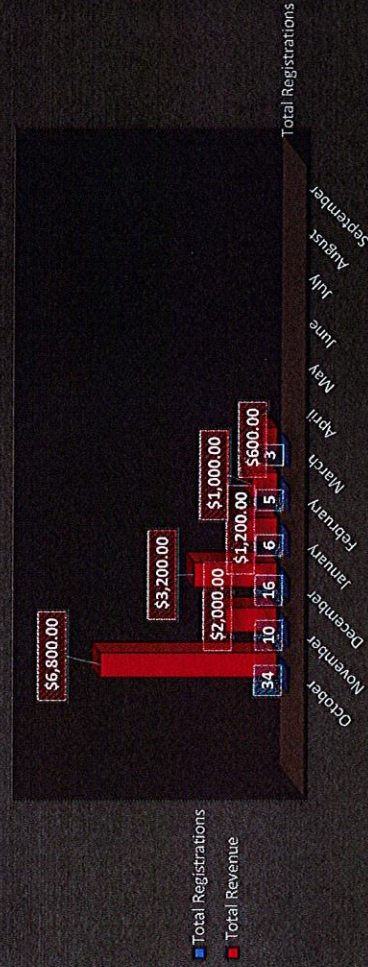 Total Registrations
Total Revenue
$6,800.00
$2,000.00
$3,200.00
$1,200.00
$1,000.00
$600.00
34
10
16
6
5
3
October
November
December
January
February
March
April
May
June
July
August
September
Total Registrations